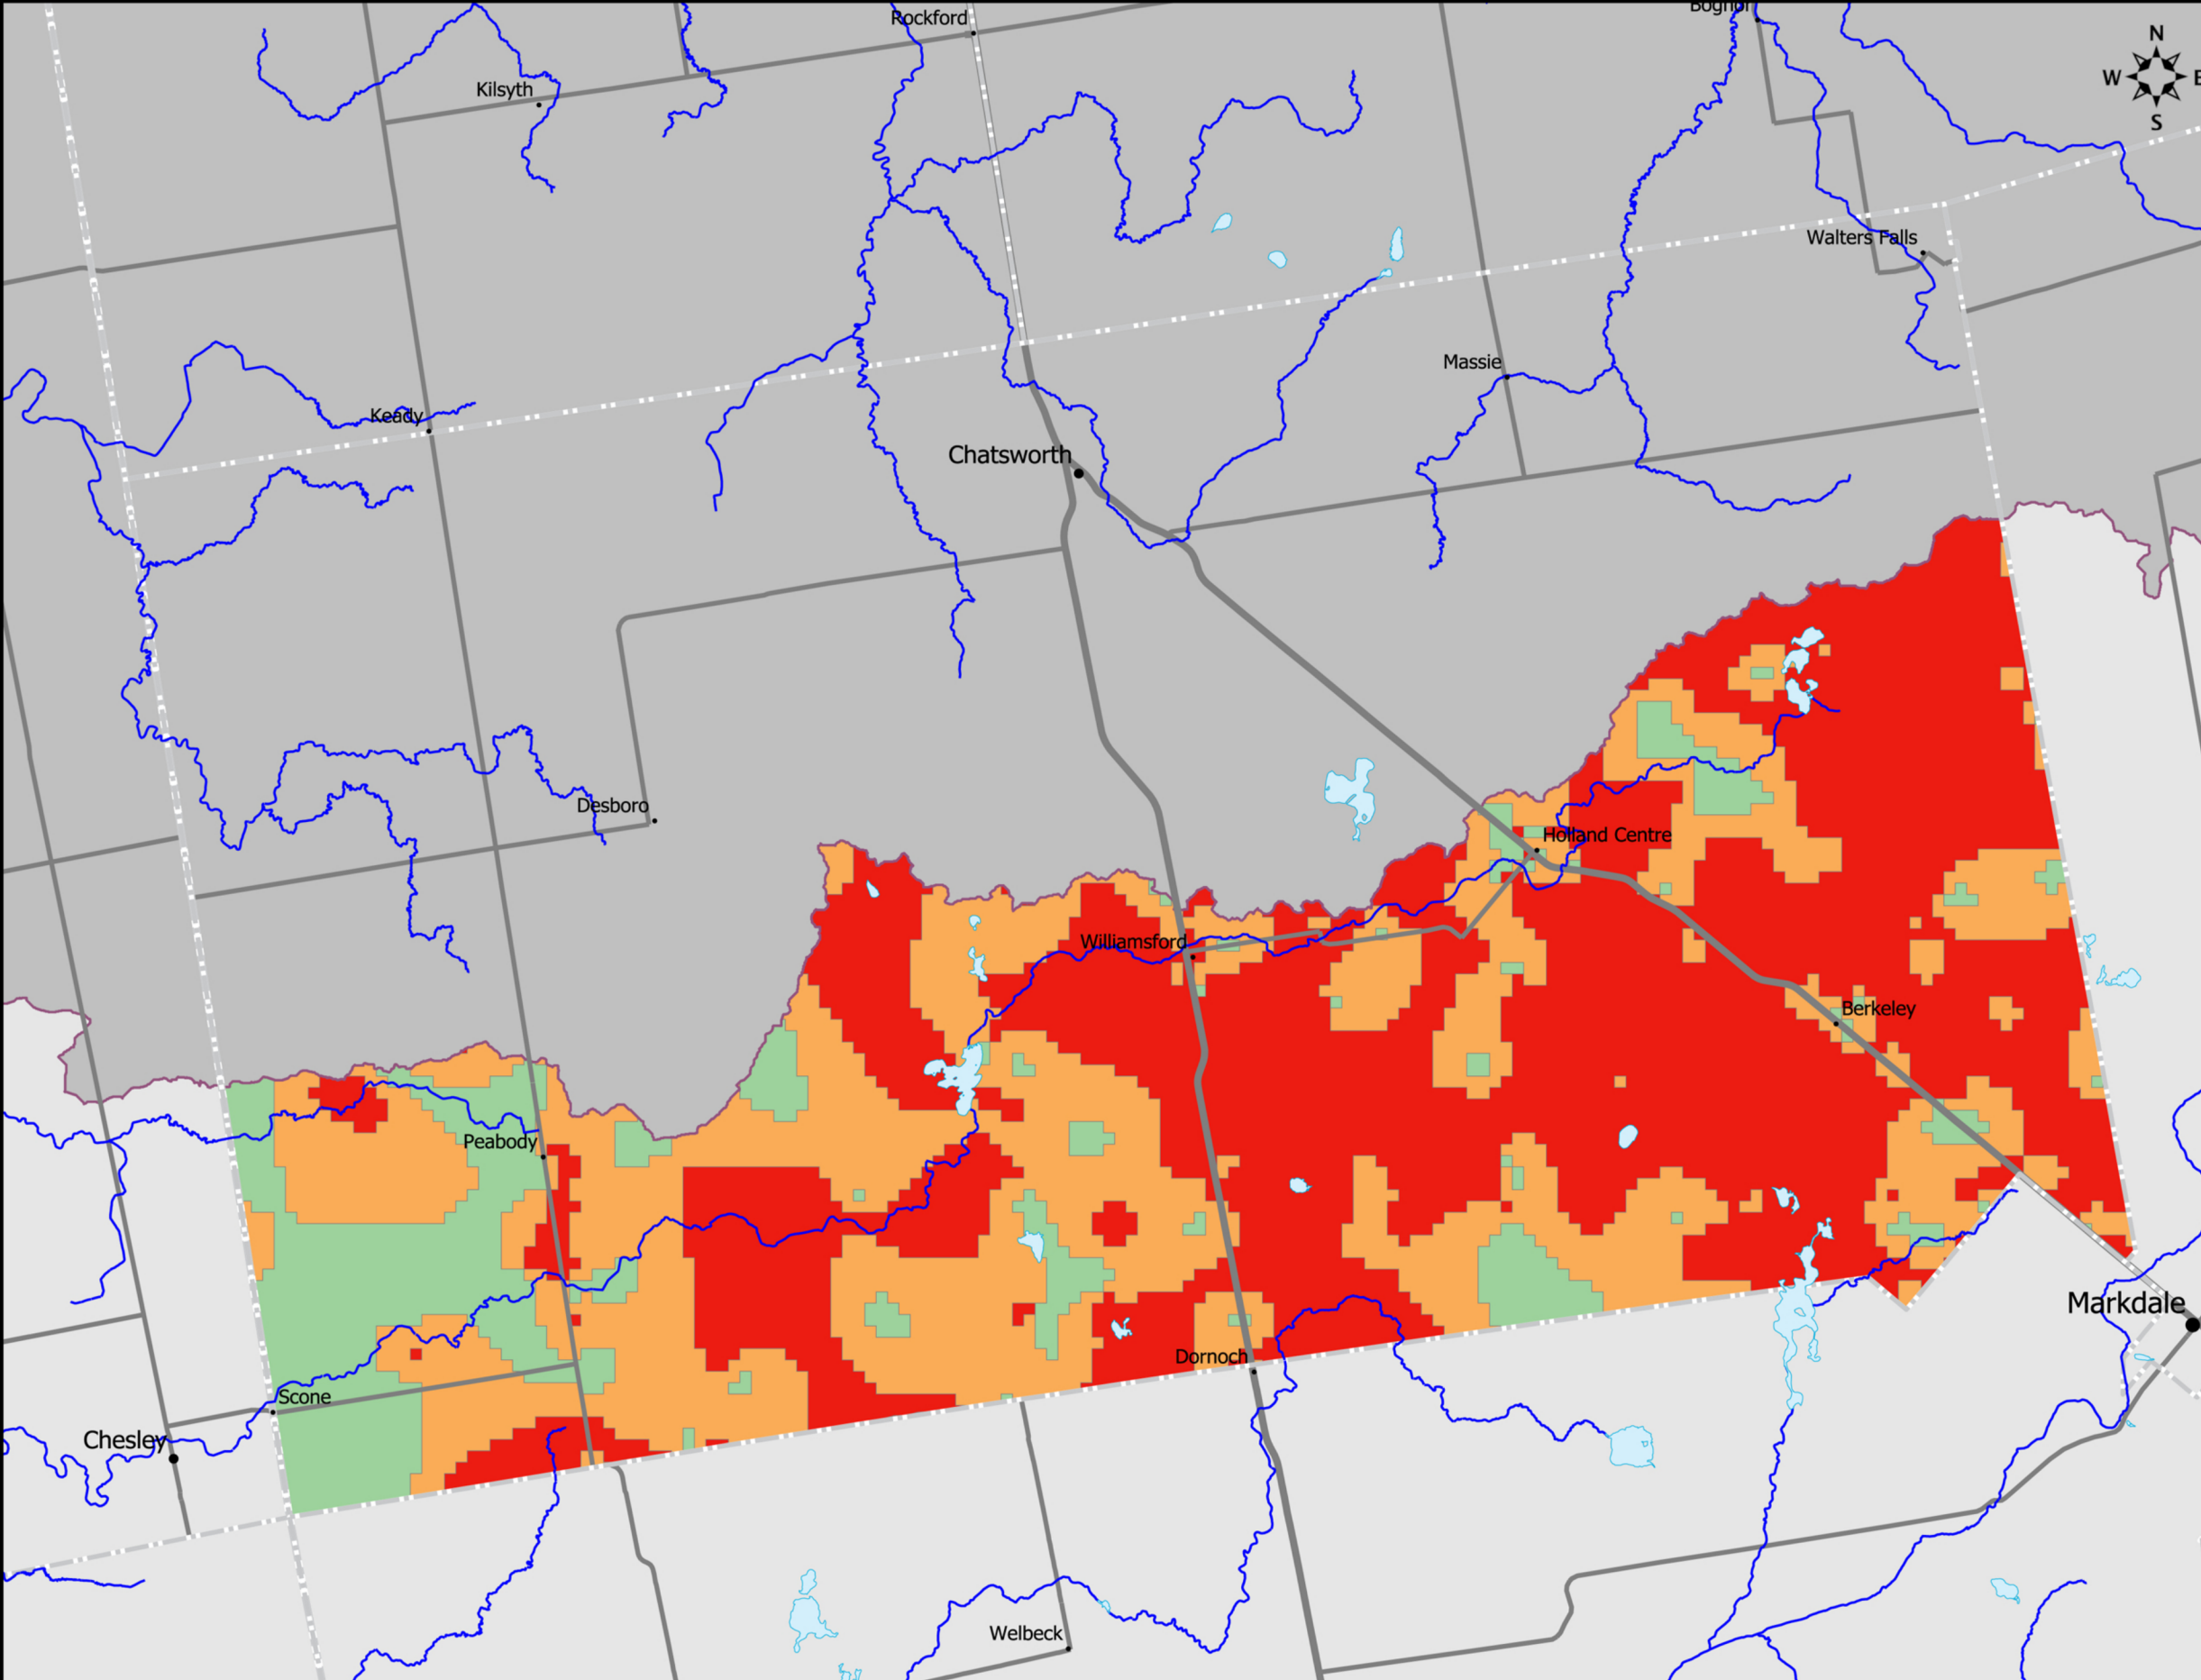 Rockford
Bognor
N
W E
S
Kilsyth
Walters Falls
Massie
Keady
Chatsworth
Desboro
Holland Centre
Williamsford
Berkeley
Peabody
Markdale
Dornoch
Scone
Chesley
Welbeck